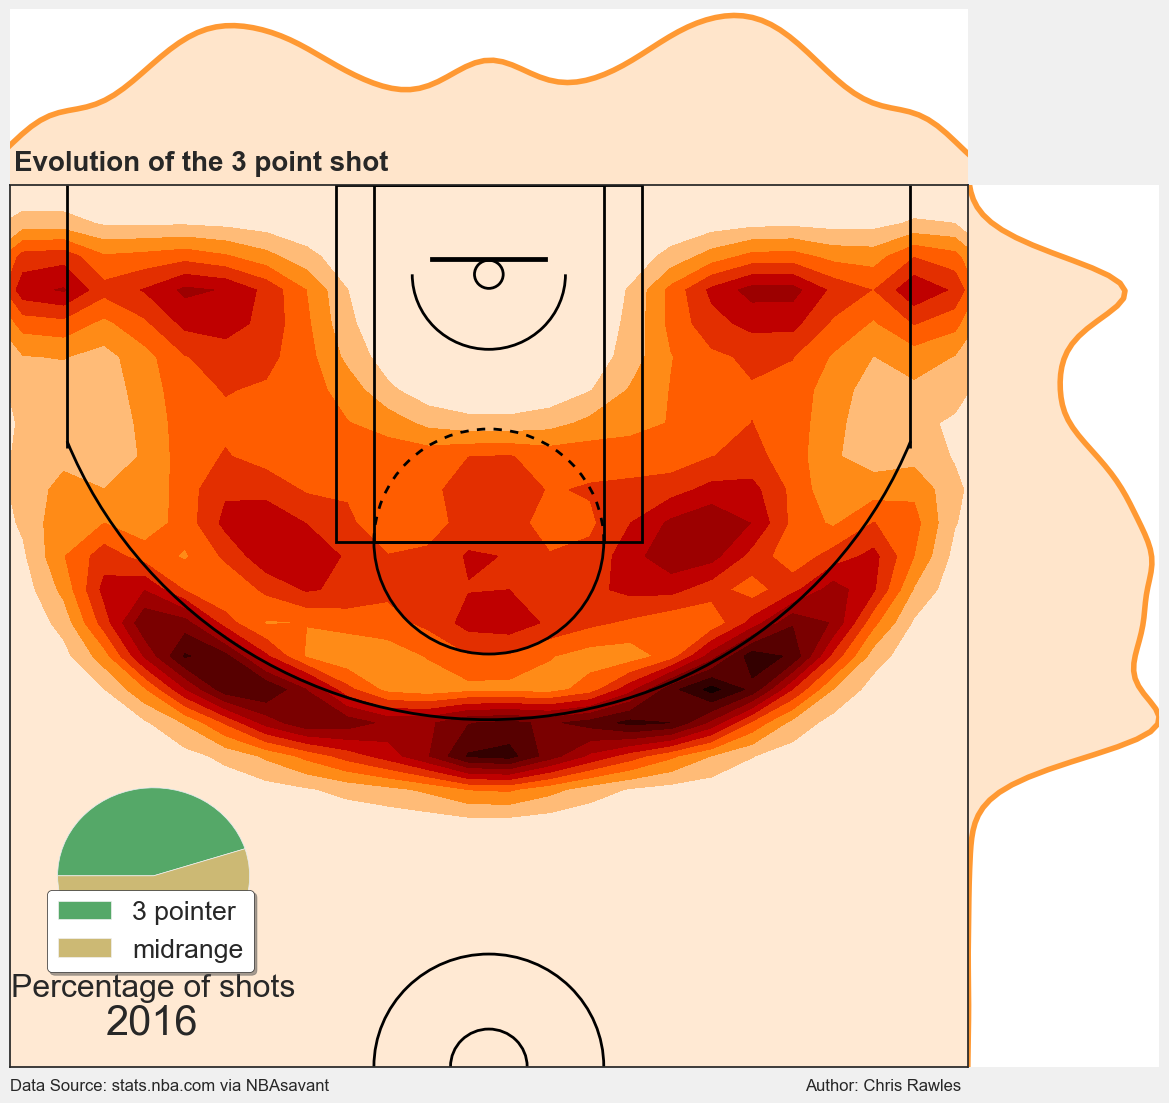 Evolution of the 3 point shot
3 pointer
midrange
Percentage of shots
2016
Data Source: stats.nba.com via NBAsavant
Author: Chris Rawles